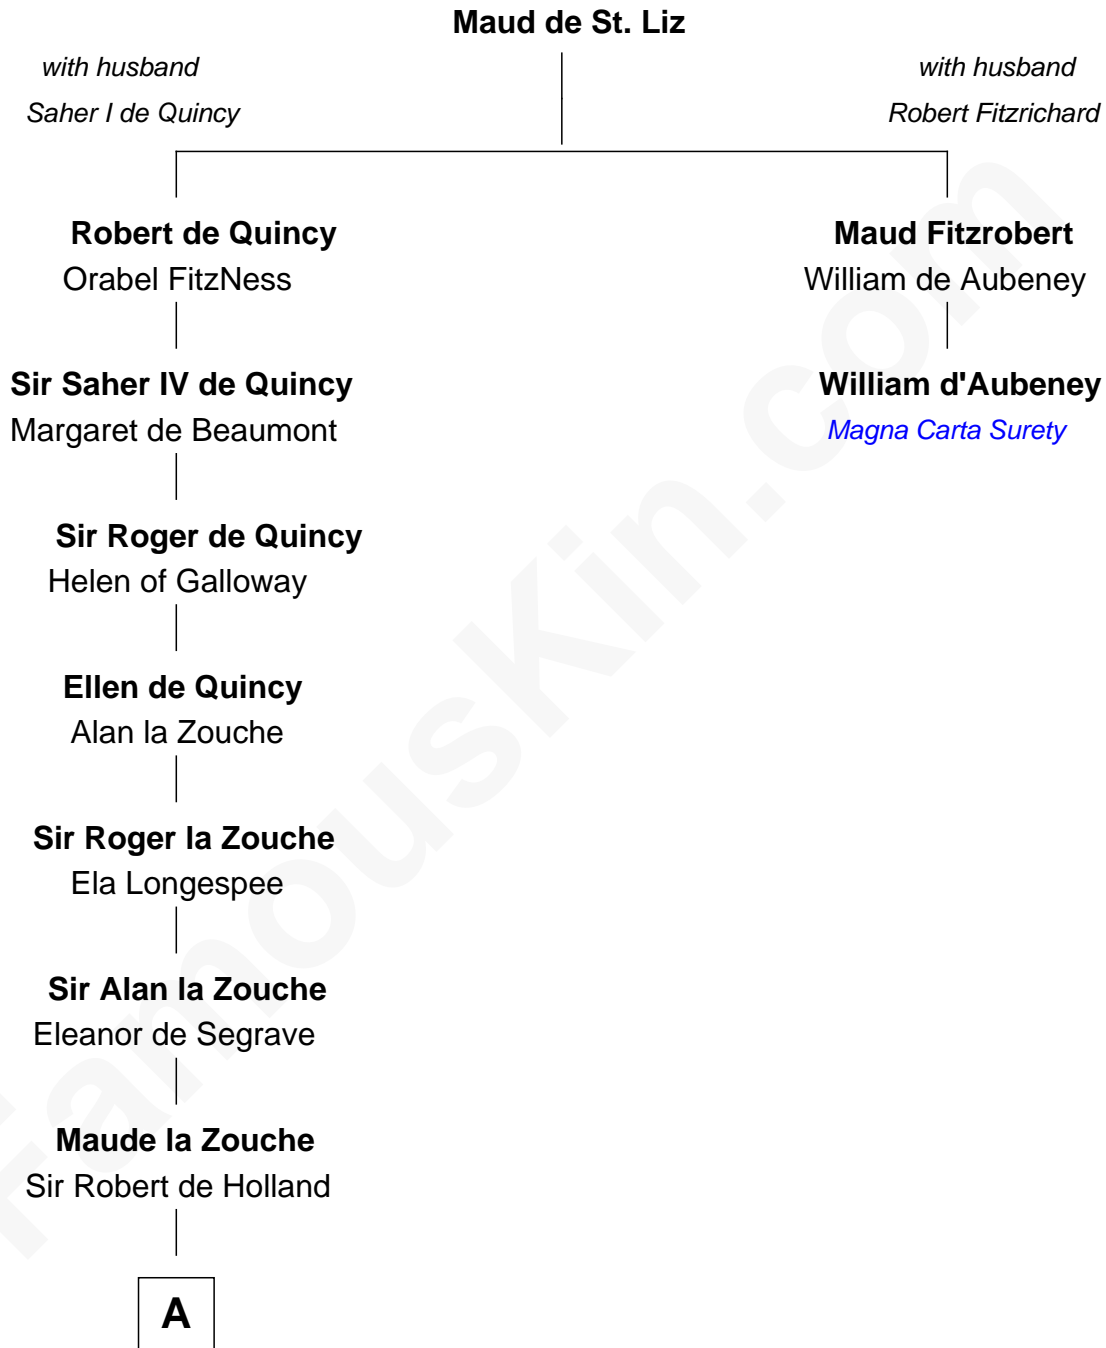 Maud de St. Liz
with husband
Saher I de Quincy
with husband
Robert Fitzrichard
Robert de Quincy
Orabel FitzNess
Maud Fitzrobert
William de Aubeney
Sir Saher IV de Quincy
Margaret de Beaumont
William d'Aubeney
Magna Carta Surety
Sir Roger de Quincy
Helen of Galloway
Ellen de Quincy
Alan la Zouche
Sir Roger la Zouche
Ela Longespee
Sir Alan la Zouche
Eleanor de Segrave
Maude la Zouche
Sir Robert de Holland
A
FamousKin.com